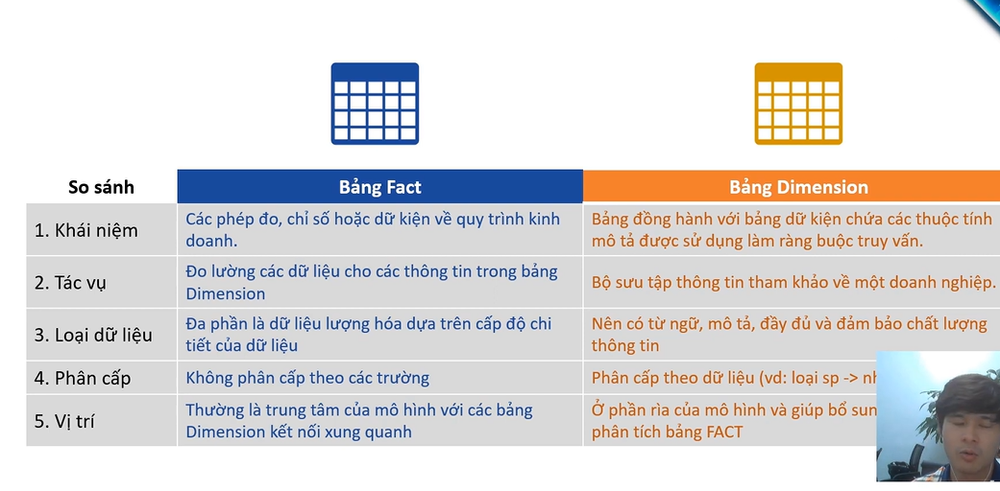 So sánh
Bảng Fact
Bảng Dimension
1. Khái niệm
Các phép đo, chỉ số hoặc dữ kiện về quy trình kinh
doanh.
Bảng đồng hành với bảng dữ kiện chứa các thuộc tính
mô tả được sử dụng làm ràng buộc truy vấn.
2. Tác vụ
Đo lường các dữ liệu cho các thông tin trong bảng
Dimension
Bộ sưu tập thông tin tham khảo về một doanh nghiệp.
3. Loại dữ liệu
Đa phần là dữ liệu lượng hóa dựa trên cấp độ chi
tiết của dữ liệu
Nên có từ ngữ, mô tả, đầy đủ và đảm bảo chất lượng
thông tin
4. Phân cấp
Không phân cấp theo các trường
Phân cấp theo dữ liệu (vd: loại sp ->
5. Vị trí
Thường là trung tâm của mô hình với các bảng
Dimension kết nối xung quanh
Ở phần rìa của mô hình và giúp bổ
phân tích bảng FACT